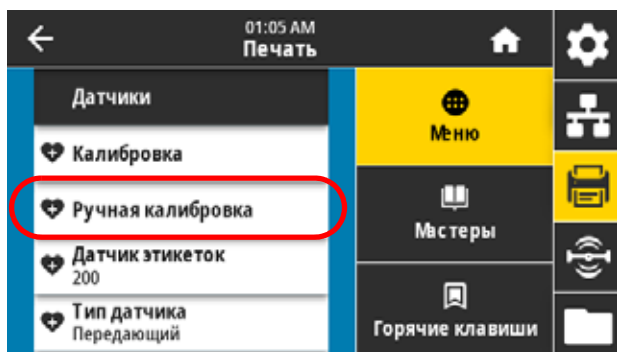 01:05 AM
Печать
Датчики
Калибровка
Ручная калибровка
Датчик этикеток
200
Тип датчика
Передающий
Меню
Мастеры
Горячие клавиши